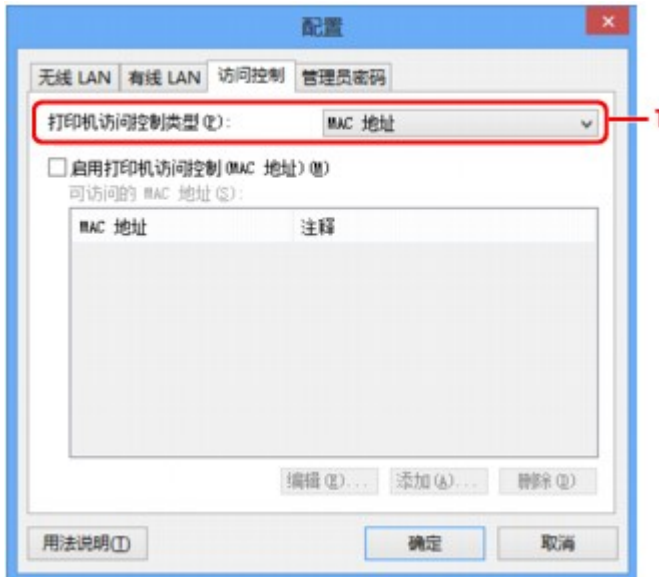 配置
无线 LAN 有线 LAN 访问控制 管理员密码
打印机访问控制类型(P): MAC 地址 1
启用打印机访问控制(MAC 地址)(M)
可访问的 MAC 地址(S):
MAC 地址 注释
编辑(E)... 添加(A)... 删除(D)
用法说明(T) 确定 取消